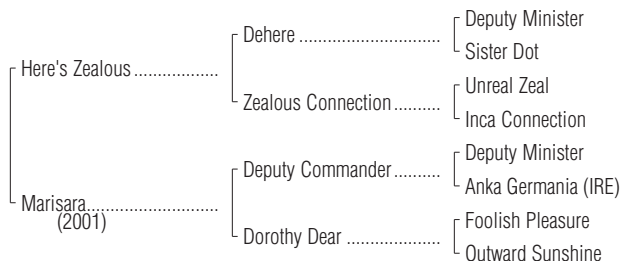 Deputy Minister
Dehere ................................
Sister Dot
Here's Zealous ...................
Unreal Zeal
Zealous Connection..........
Inca Connection
Deputy Minister
Deputy Commander ..........
Anka Germania (IRE)
Marisara..............................
(2001)
Foolish Pleasure
Dorothy Dear .....................
Outward Sunshine